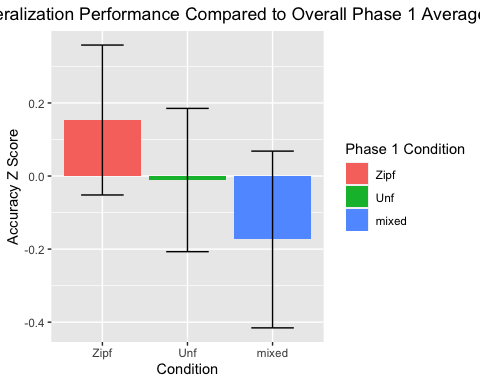 eralization Performance Compared to Overall Phase 1 Average
Accuracy Z Score
0.2
0.0
-0.2
-0.4
Zipf
Unf
mixed
Condition
Phase 1 Condition
Zipf
Unf
mixed